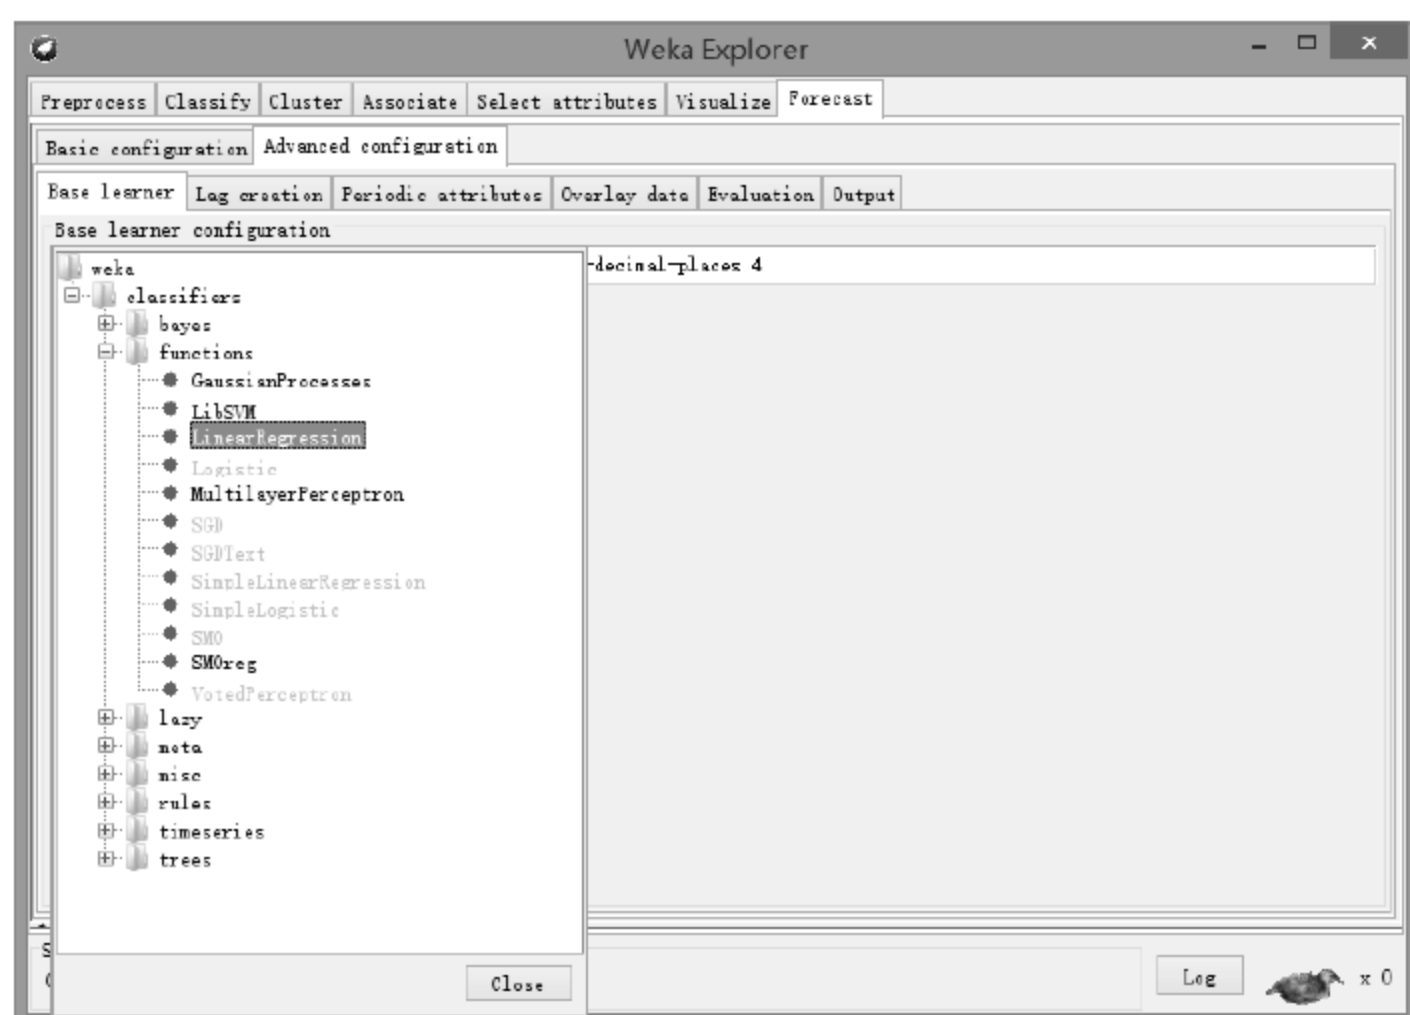 Weka Explorer
Preprocess Classify Cluster Associate Select attributes Visualize Forecast
Basic configuration Advanced configuration
Base learner Lag creation Periodic attributes Overlay data Evaluation Output
Base learner configuration
-decimal-places 4
weka
classifiers
bayes
functions
GaussianProcesses
LibSVM
LinearRegression
Logistic
MultilayerPerceptron
SGD
SGDText
SimpleLinearRegression
SimpleLogistic
SMO
SMOreg
VotedPerceptron
lazy
meta
misc
rules
timeseries
trees
Close
Log
x 0